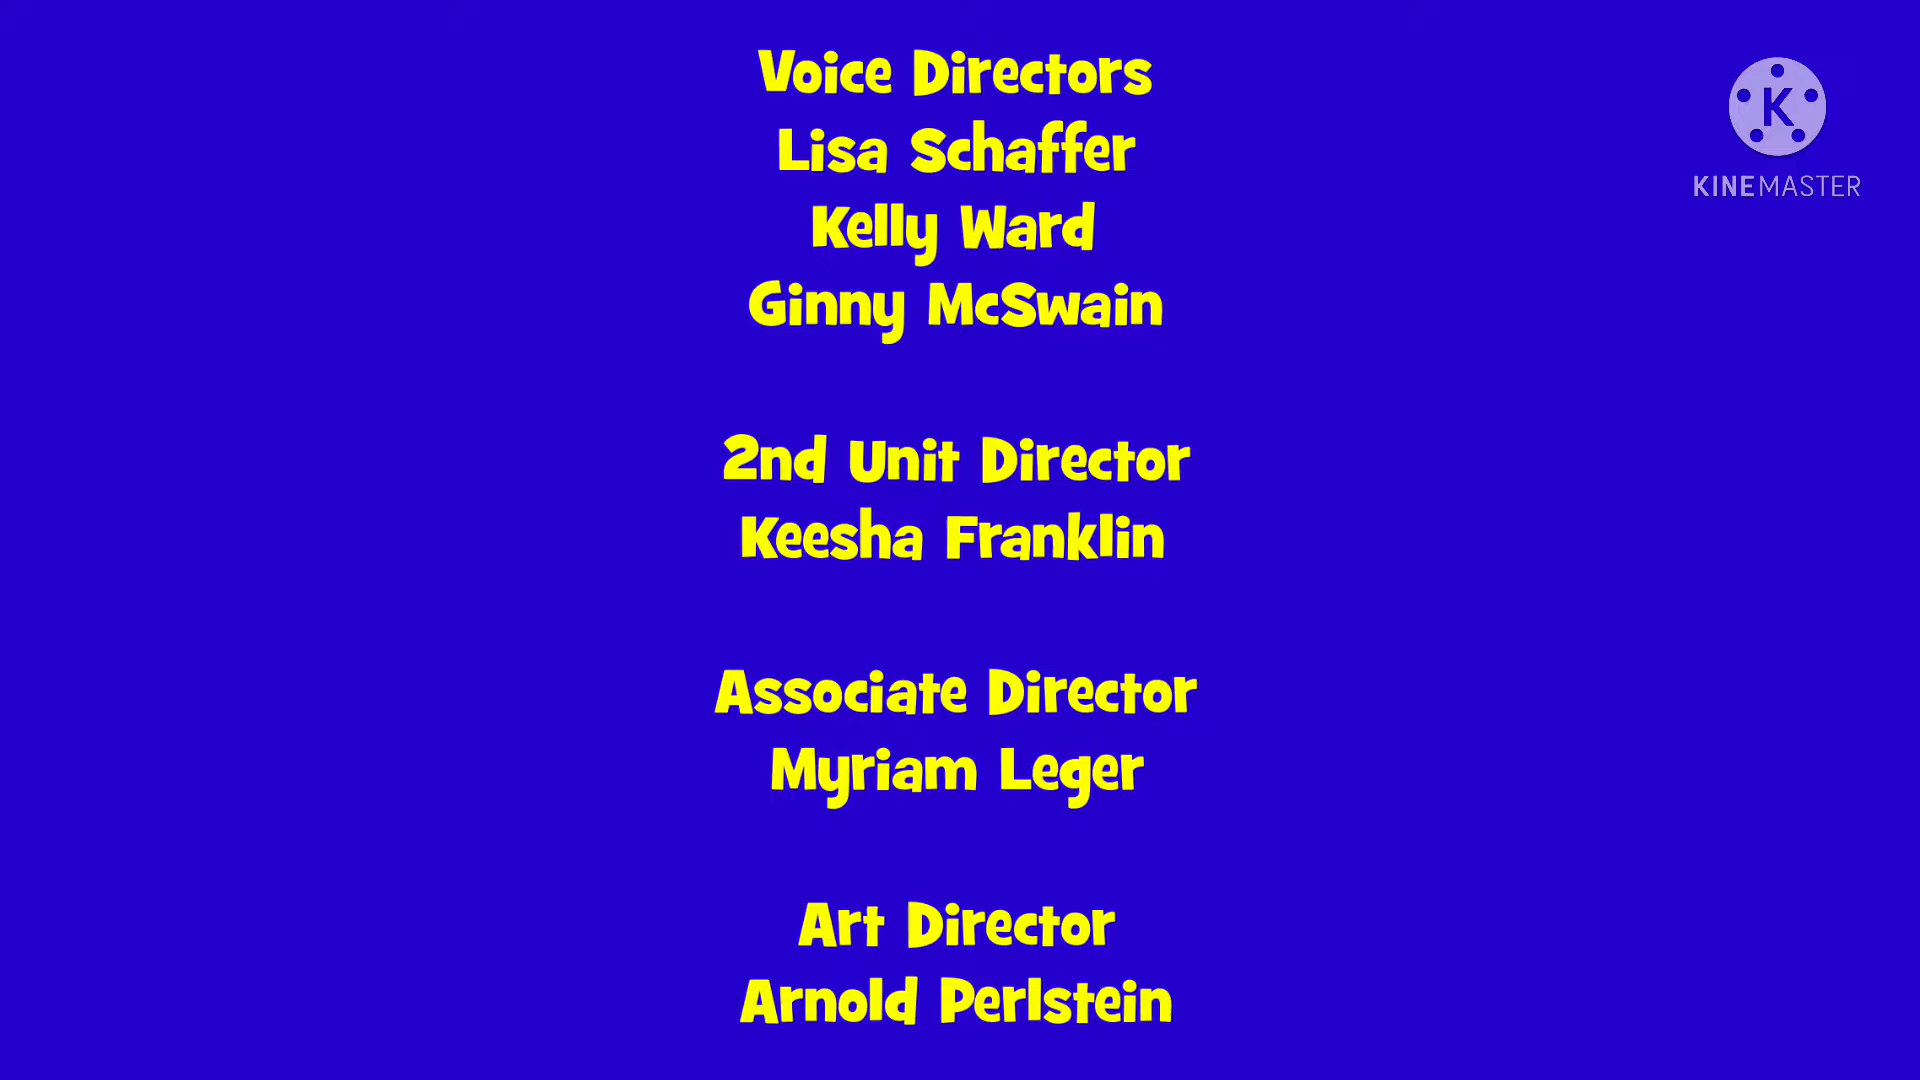 Voice Directors
Lisa Schaffer
Kelly Ward
Ginny McSwain
2nd Unit Director
Keesha Franklin
Associate Director
Myriam Leger
Art Director
Arnold Perlstein
K
KINEMASTER